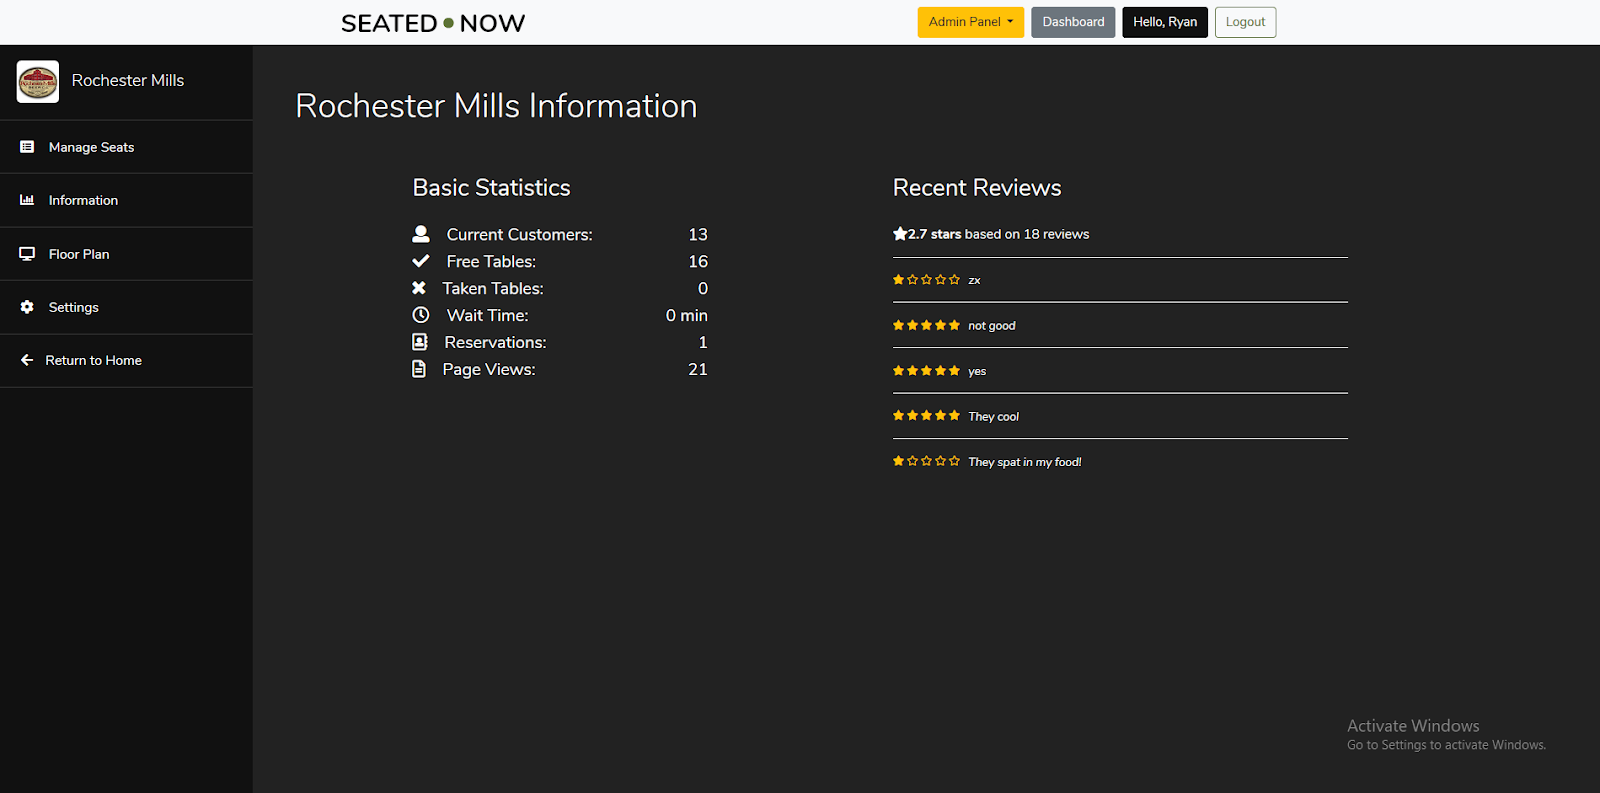 SEATED NOW
Admin Panel
Dashboard
Hello, Ryan
Logout
Rochester Mills
Manage Seats
Information
Floor Plan
Settings
Return to Home
Rochester Mills Information
Basic Statistics
Current Customers: 13
Free Tables: 16
Taken Tables: 0
Wait Time: 0 min
Reservations: 1
Page Views: 21
Recent Reviews
2.7 stars based on 18 reviews
zx
not good
yes
They cool
They spat in my food!
Activate Windows
Go to Settings to activate Windows.